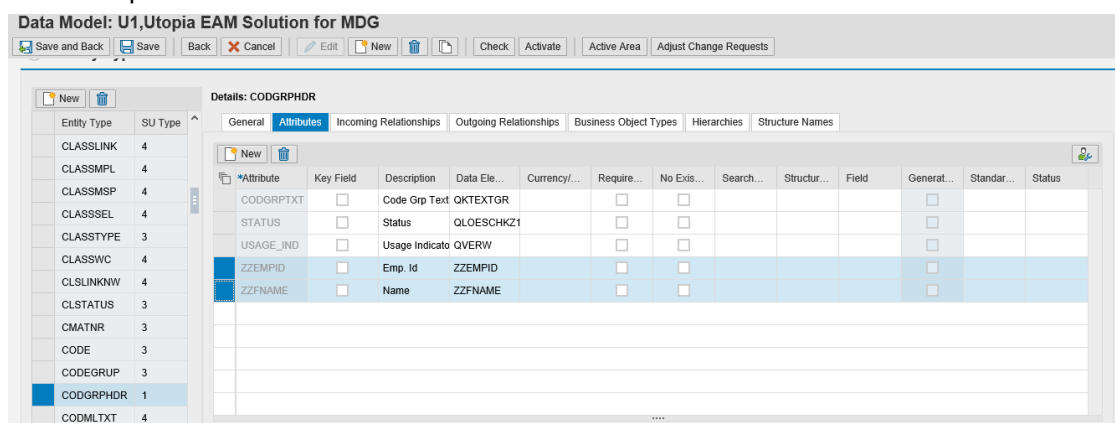 Data Model: U1,Utopia EAM Solution for MDG
Save and Back Save Back Cancel Edit New Check Activate Active Area Adjust Change Requests
New Details: CODGRPHDR
Entity Type SU Type General Attributes Incoming Relationships Outgoing Relationships Business Object Types Hierarchies Structure Names
CLASSLINK 4
New
CLASSMPL 4
*Attribute Key Field Description Data Ele... Currency/... Require... No Exis... Search... Structur... Field Generat... Standar... Status
CLASSMSP 4
CODGRPTXT Code Grp Text QKTEXTGR
CLASSSEL 4
STATUS Status QLOESCHKZ1
CLASSTYPE 3
USAGE_IND Usage Indicato QVERW
CLASSWC 4
ZZEMPID Emp. Id ZZEMPID
CLSLINKNW 4
ZZFNAME Name ZZFNAME
CLSTATUS 3
CMATNR 3
CODE 3
CODEGRUP 3
CODGRPHDR 1
CODMLTXT 4